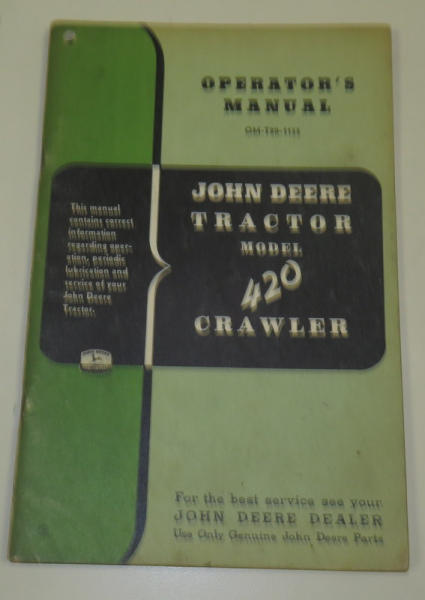 OPERATOR'S
MANUAL
This manual
contains correct
information
regarding oper-
ation, periodic
lubrication and
service of your
John Deere
Tractor.
JOHN DEERE
TRACTOR
MODEL
420
CRAWLER
JOHN DEERE
For the best service see your
JOHN DEERE DEALER
Use Only Genuine John Deere Parts